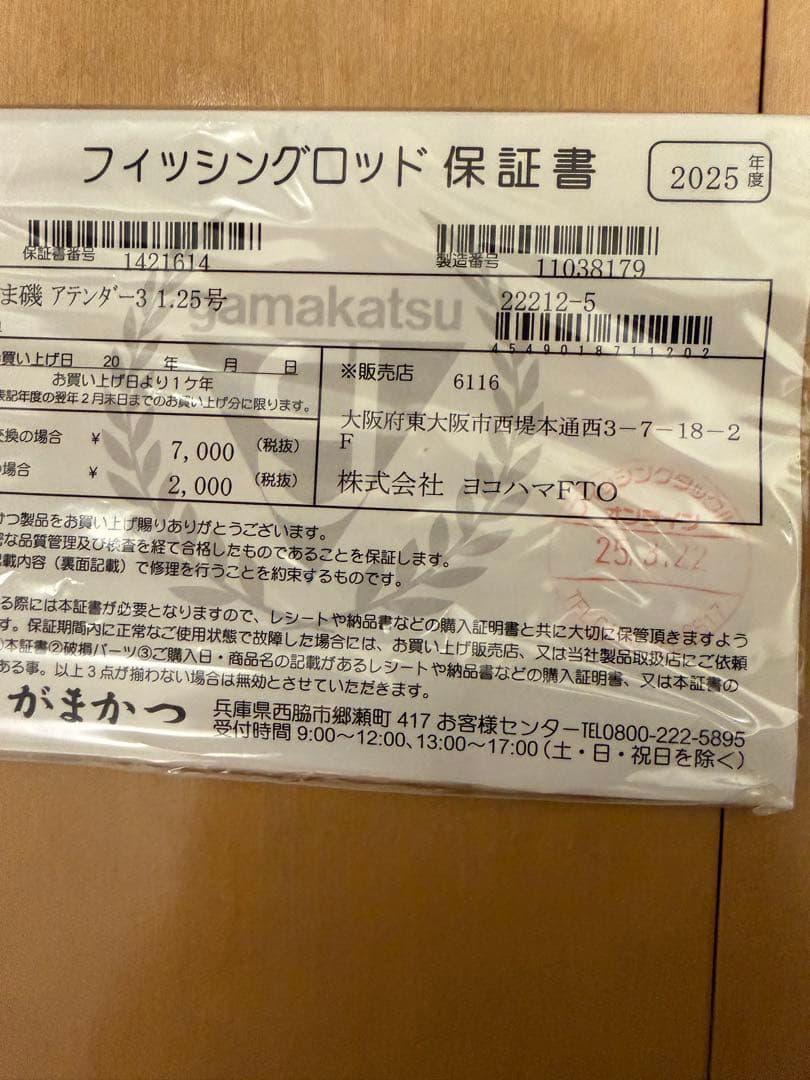 フィッシングロッド 保証書
2025 年度
保証書番号 1421614
製造番号 11038179
gamakatsu
ま磯 アテンダー3 1.25号
22212-5
4549018711202
買い上げ日 20 年 月 日
お買い上げ日より1ケ年
表記年度の翌年2月末日までのお買い上げ分に限ります。
交換の場合 ¥ 7,000 (税抜)
の場合 ¥ 2,000 (税抜)
※販売店 6116
大阪府東大阪市西堤本通西3-7-18-2
F
株式会社 ヨコハマFTO
オンライン
25.3.22
けつ製品をお買い上げ賜りありがとうございます。
密な品質管理及び検査を経て合格したものであることを保証します。
記載内容(裏面記載)で修理を行うことを約束するものです。
る際には本証書が必要となりますので、レシートや納品書などの購入証明書と共に大切に保管頂きますよう
す。保証期間内に正常なご使用状態で故障した場合には、お買い上げ販売店、又は当社製品取扱店にご依頼
①本証書②破損パーツ③ご購入日・商品名の記載があるレシートや納品書などの購入証明書、又は本証書の
ある事。以上3点が揃わない場合は無効とさせていただきます。
がまかつ 兵庫県西脇市郷瀬町 417 お客様センターTEL0800-222-5895
受付時間 9:00〜12:00、13:00〜17:00(土・日・祝日を除く)